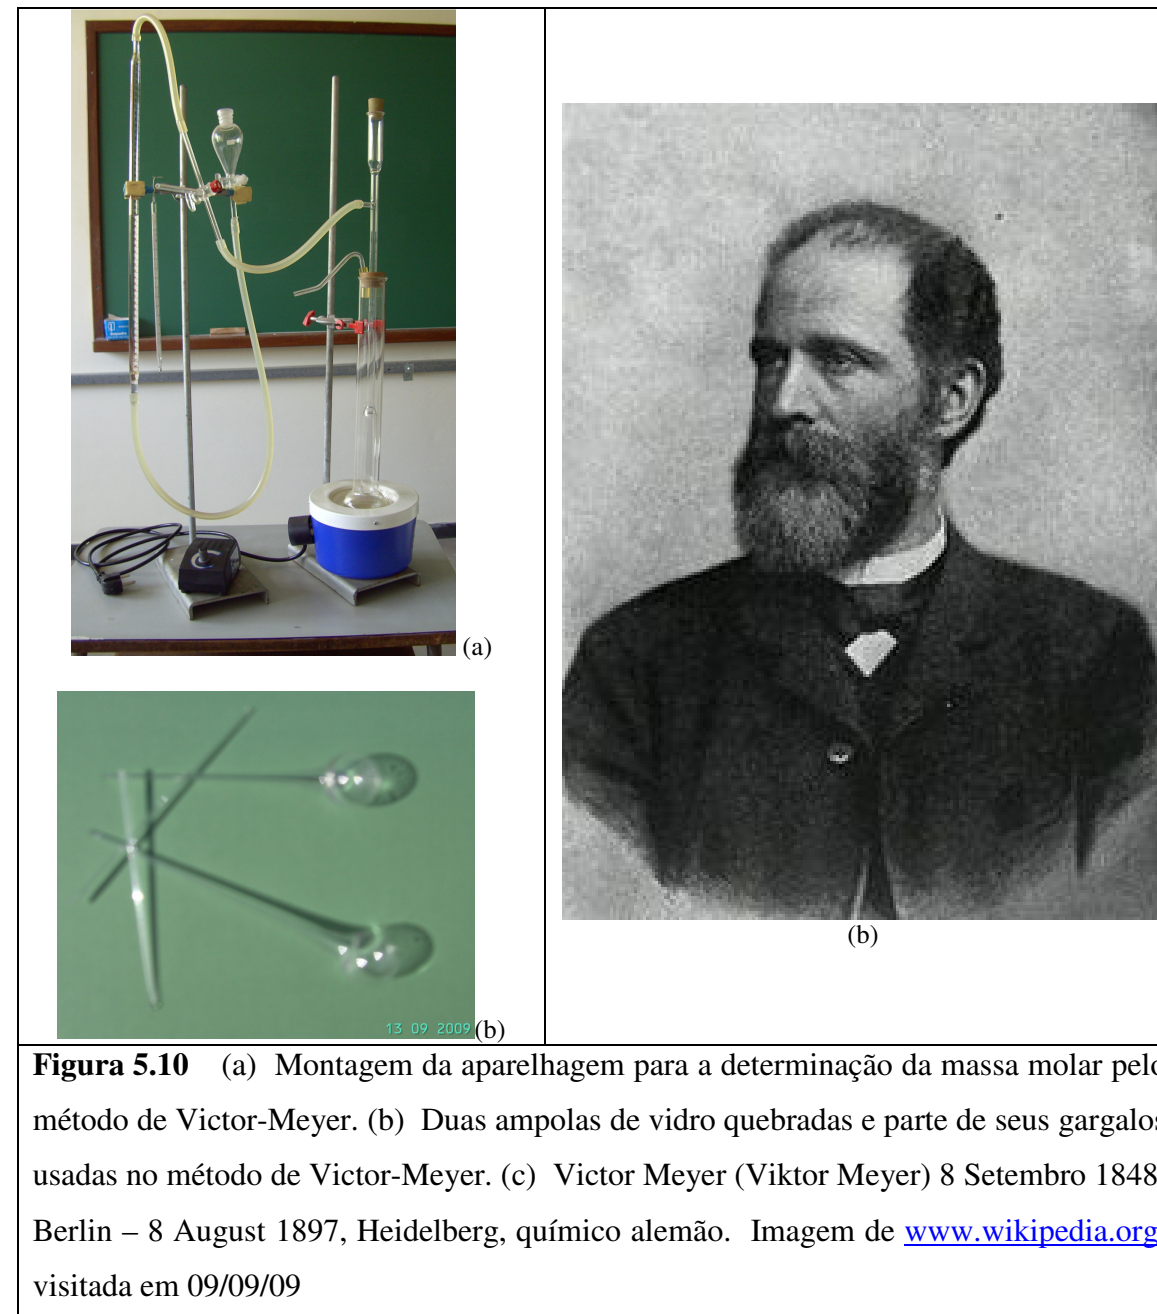 (a)
13 09 2009 (b)
(b)
Figura 5.10 (a) Montagem da aparelhagem para a determinação da massa molar pelo
método de Victor-Meyer. (b) Duas ampolas de vidro quebradas e parte de seus gargalos
usadas no método de Victor-Meyer. (c) Victor Meyer (Viktor Meyer) 8 Setembro 1848
Berlin – 8 August 1897, Heidelberg, químico alemão. Imagem de www.wikipedia.org
visitada em 09/09/09